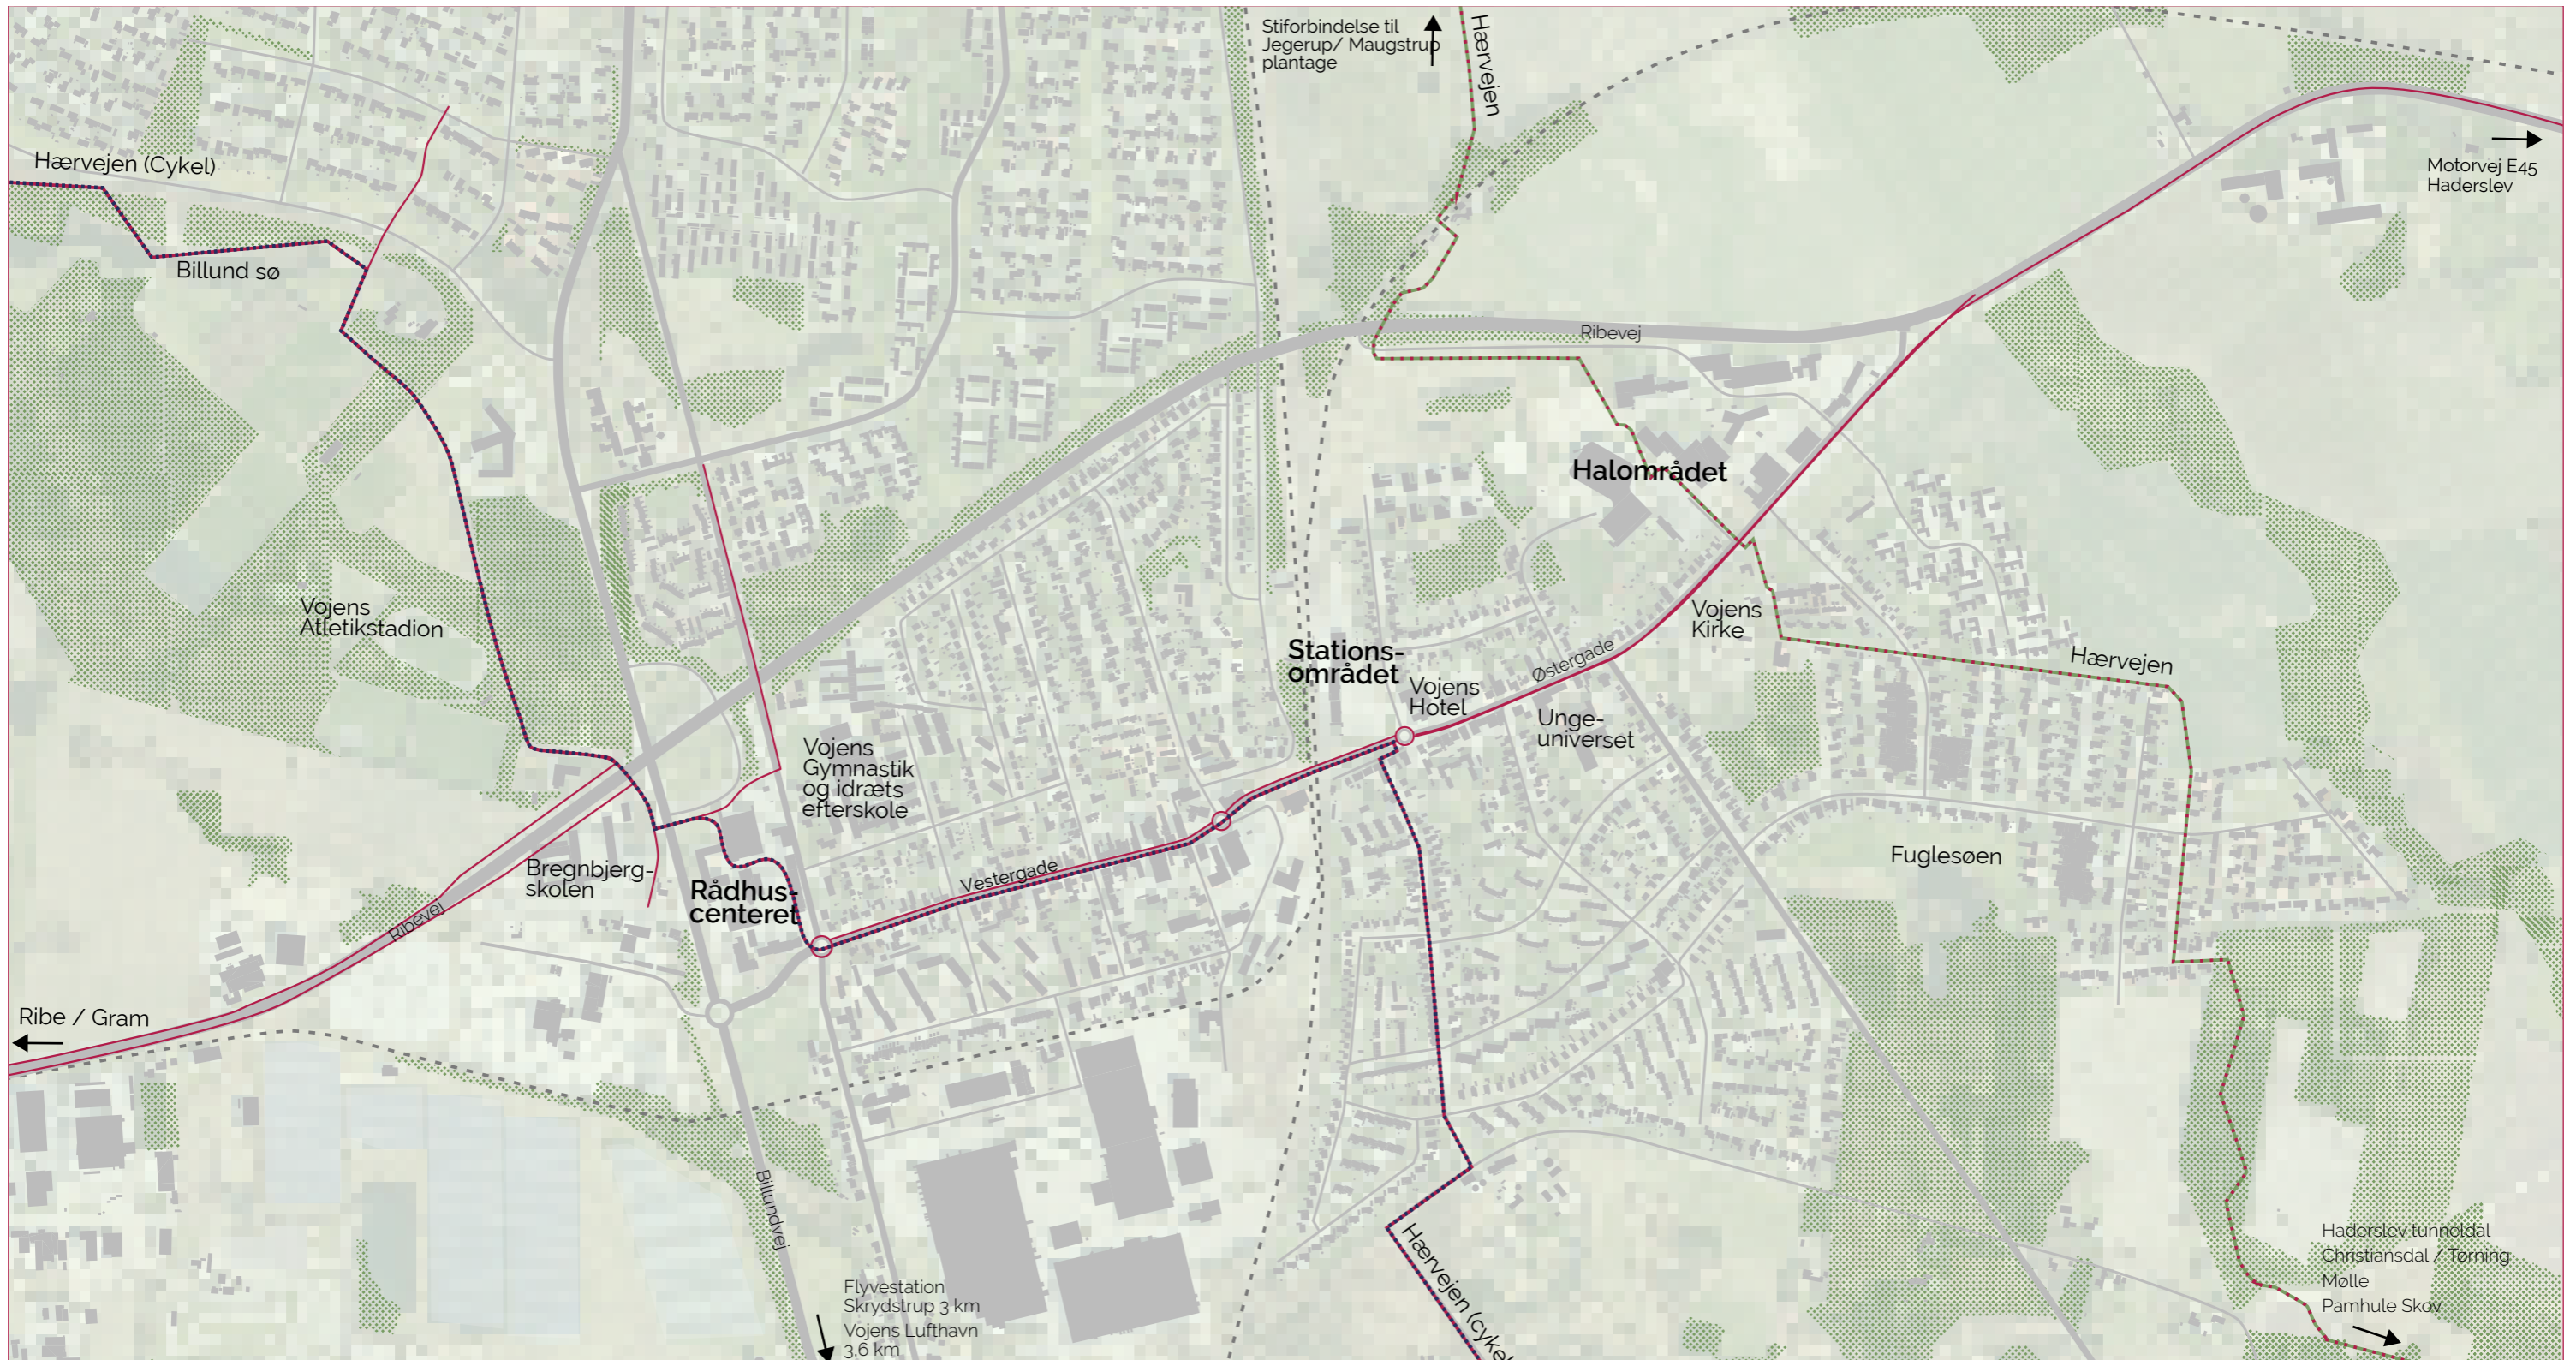 Stiforbindelse til
Jegerup/ Maugstrup
plantage
Hærvejen
Hærvejen (Cykel)
Motorvej E45
Haderslev
Billund sø
Ribevej
Halområdet
Vojens
Atletikstadion
Vojens
Kirke
Stations-
området
Østergade
Hærvejen
Vojens
Hotel
Unge-
universet
Vojens
Gymnastik
og idræts
efterskole
Bregnbjerg-
skolen
Vestergade
Fuglesøen
Rådhus-
centeret
Ribevej
Ribe / Gram
Billundvej
Haderslev tunneldal
Christiansdal / Tørning
Mølle
Pamhule Skov
Hærvejen (cykel
Flyvestation
Skrydstrup 3 km
Vojens Lufthavn
3,6 km